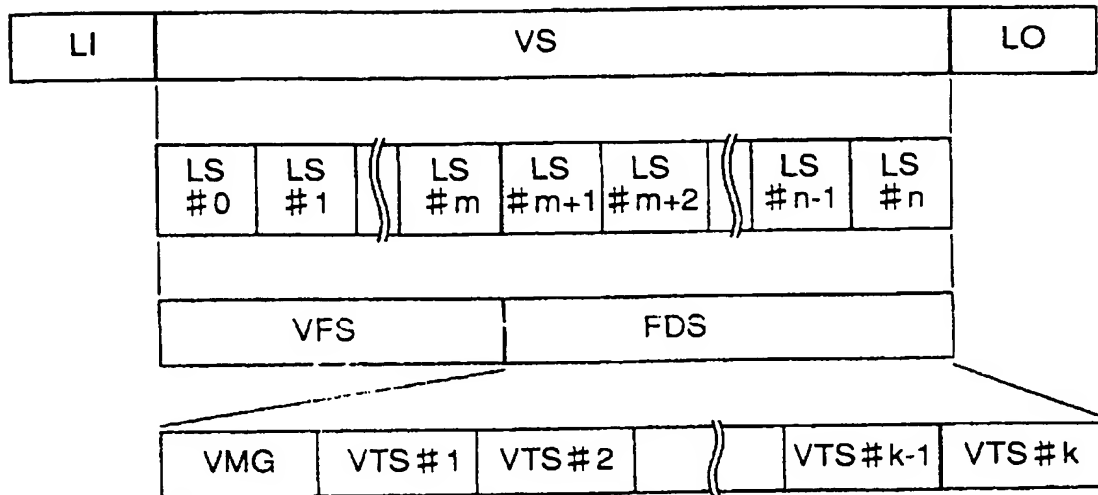 LI VS LO
LS #0 LS #1 LS #m LS #m+1 LS #m+2 LS #n-1 LS #n
VFS FDS
VMG VTS#1 VTS#2 VTS#k-1 VTS#k